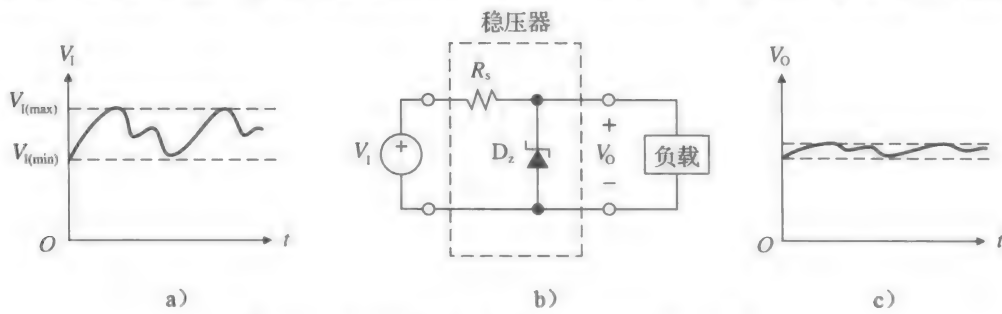 V_I
V_I(max)
V_I(min)
O
t
a)
稳压器
R_s
V_I
+
D_z
+
V_O
−
负载
b)
V_O
O
t
c)